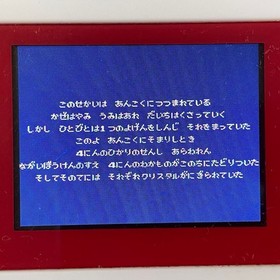 このせかいは　あんこくにつつまれている
かぜはやみ　うみはあれ　だいちはくさっていく
しかし　ひとびとは１つのよげんをしんじ　それをまっていた
このよ　あんこくにそまりしとき
４にんのひかりのせんし　あらわれん
ながいぼうけんのすえ　４にんのわかものがこのちにたどりついた
そしてそのてには　それぞれクリスタルがにぎられていた